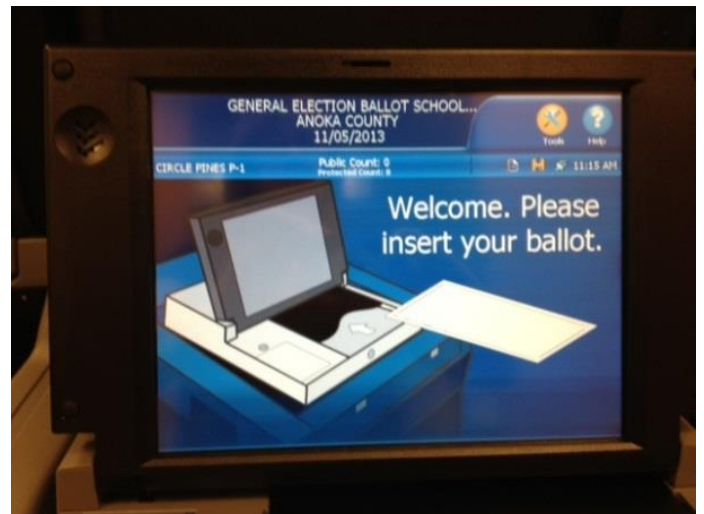 GENERAL ELECTION BALLOT SCHOOL...
ANOKA COUNTY
11/05/2013
Tools
Help
CIRCLE PINES P-1
Public Count: 0
Protected Count: 0
11:15 AM
Welcome. Please
insert your ballot.